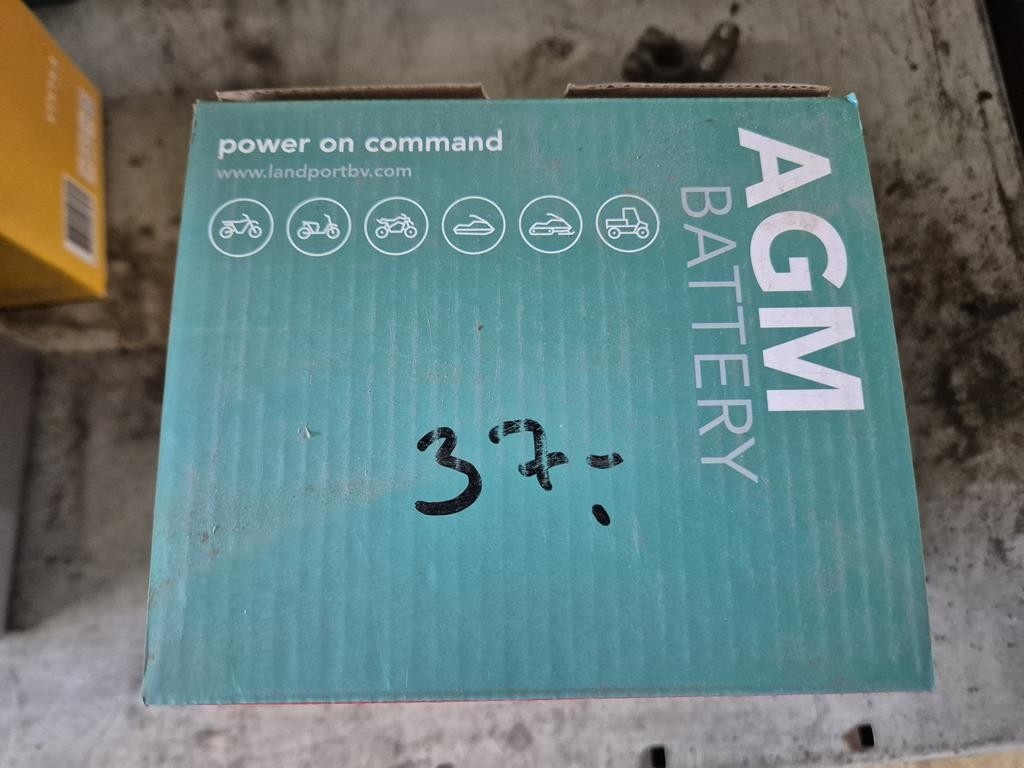 power on command
www.landportbv.com
AGM
BATTERY
37.-